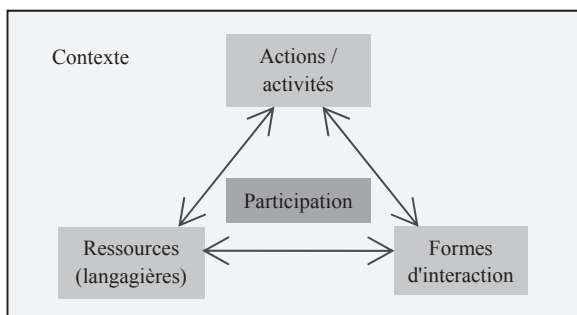 Contexte
Actions /
activités
Participation
Ressources
(langagières)
Formes
d'interaction